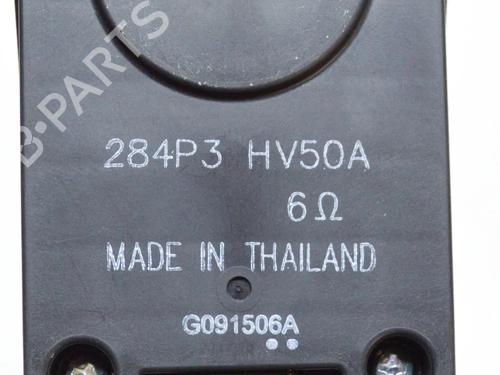 B-PARTS
284P3 HV50A
6Ω
MADE IN THAILAND
G091506A